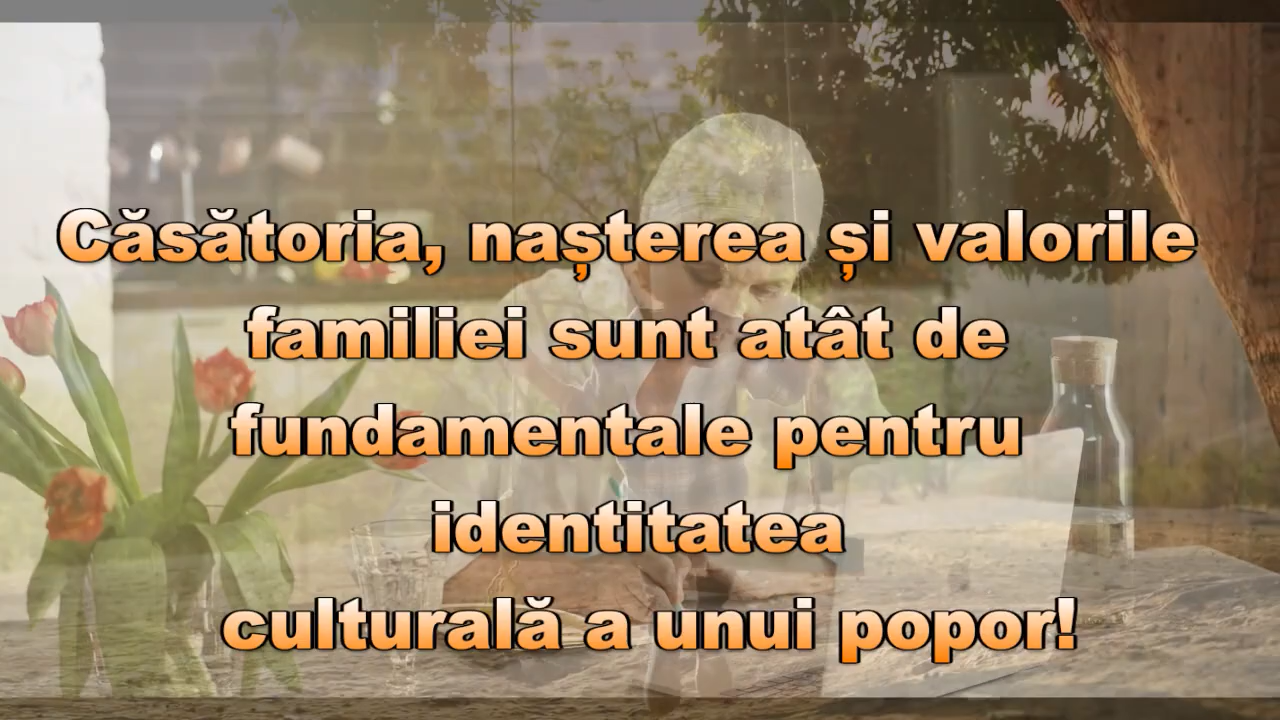 Căsătoria, nașterea și valorile
familiei sunt atât de
fundamentale pentru
identitatea
culturală a unui popor!